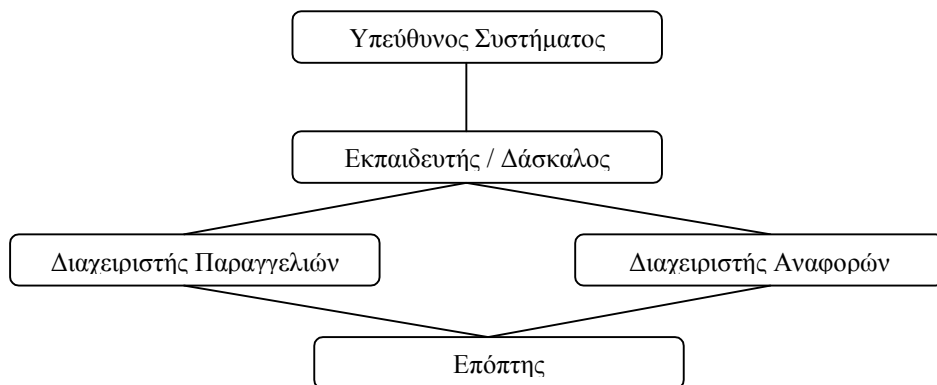 Υπεύθυνος Συστήματος
Εκπαιδευτής / Δάσκαλος
Διαχειριστής Παραγγελιών
Διαχειριστής Αναφορών
Επόπτης